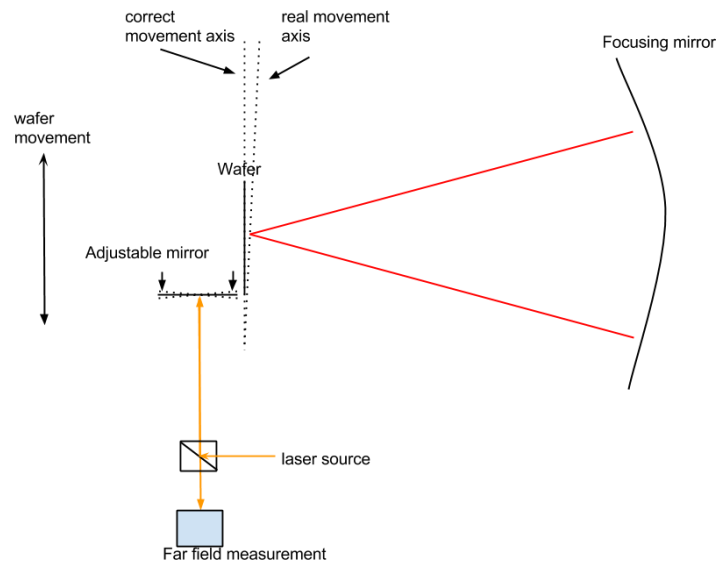 correct
movement axis
real movement
axis
Focusing mirror
wafer
movement
Wafer
Adjustable mirror
laser source
Far field measurement